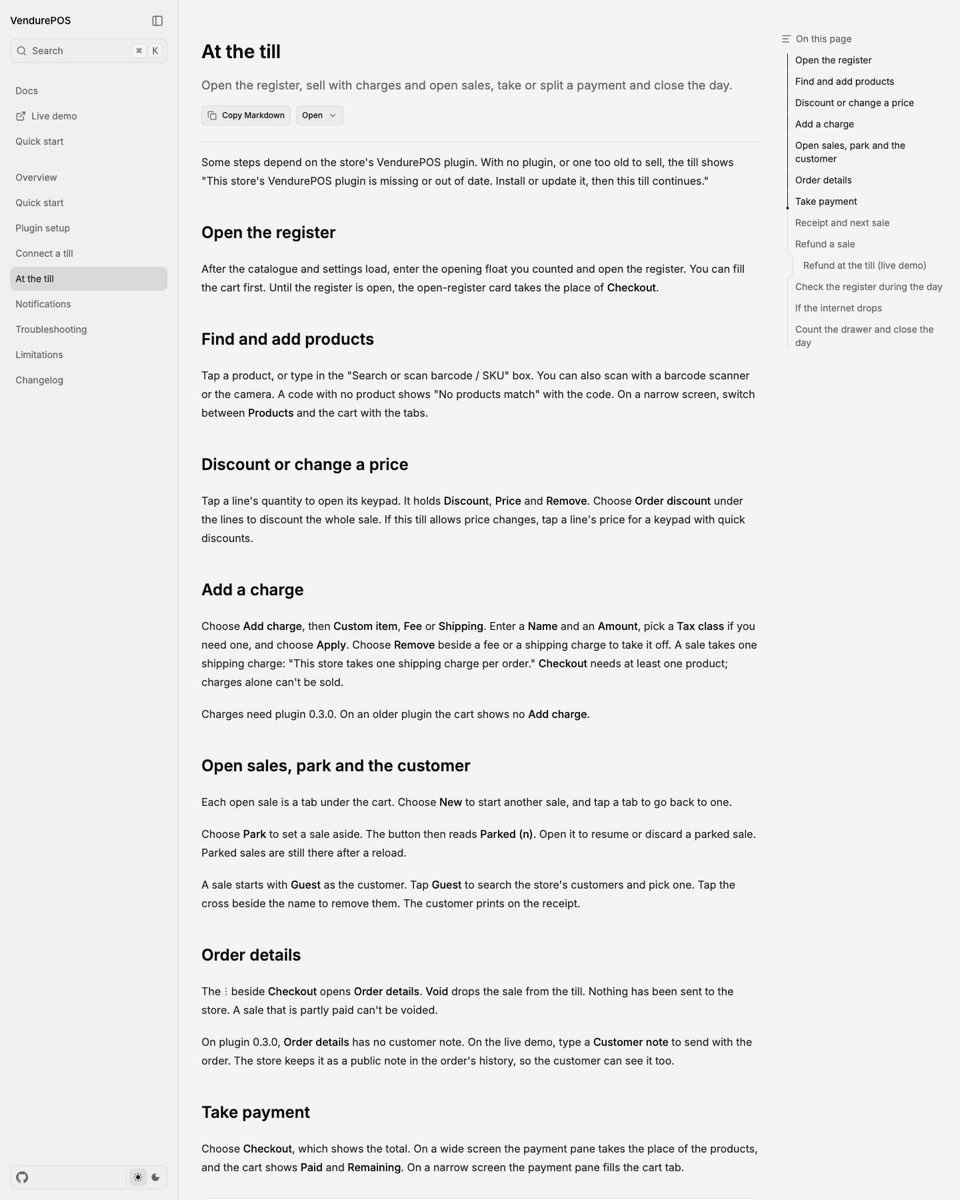 VendurePOS
Search
⌘ K
Docs
Live demo
Quick start
Overview
Quick start
Plugin setup
Connect a till
At the till
Notifications
Troubleshooting
Limitations
Changelog
At the till
Open the register, sell with charges and open sales, take or split a payment and close the day.
Copy Markdown
Open
Some steps depend on the store's VendurePOS plugin. With no plugin, or one too old to sell, the till shows
"This store's VendurePOS plugin is missing or out of date. Install or update it, then this till continues."
Open the register
After the catalogue and settings load, enter the opening float you counted and open the register. You can fill
the cart first. Until the register is open, the open-register card takes the place of Checkout.
Find and add products
Tap a product, or type in the "Search or scan barcode / SKU" box. You can also scan with a barcode scanner
or the camera. A code with no product shows "No products match" with the code. On a narrow screen, switch
between Products and the cart with the tabs.
Discount or change a price
Tap a line's quantity to open its keypad. It holds Discount, Price and Remove. Choose Order discount under
the lines to discount the whole sale. If this till allows price changes, tap a line's price for a keypad with quick
discounts.
Add a charge
Choose Add charge, then Custom item, Fee or Shipping. Enter a Name and an Amount, pick a Tax class if you
need one, and choose Apply. Choose Remove beside a fee or a shipping charge to take it off. A sale takes one
shipping charge: "This store takes one shipping charge per order." Checkout needs at least one product;
charges alone can't be sold.
Charges need plugin 0.3.0. On an older plugin the cart shows no Add charge.
Open sales, park and the customer
Each open sale is a tab under the cart. Choose New to start another sale, and tap a tab to go back to one.
Choose Park to set a sale aside. The button then reads Parked (n). Open it to resume or discard a parked sale.
Parked sales are still there after a reload.
A sale starts with Guest as the customer. Tap Guest to search the store's customers and pick one. Tap the
cross beside the name to remove them. The customer prints on the receipt.
Order details
The ⋮ beside Checkout opens Order details. Void drops the sale from the till. Nothing has been sent to the
store. A sale that is partly paid can't be voided.
On plugin 0.3.0, Order details has no customer note. On the live demo, type a Customer note to send with the
order. The store keeps it as a public note in the order's history, so the customer can see it too.
Take payment
Choose Checkout, which shows the total. On a wide screen the payment pane takes the place of the products,
and the cart shows Paid and Remaining. On a narrow screen the payment pane fills the cart tab.
On this page
Open the register
Find and add products
Discount or change a price
Add a charge
Open sales, park and the
customer
Order details
Take payment
Receipt and next sale
Refund a sale
Refund at the till (live demo)
Check the register during the day
If the internet drops
Count the drawer and close the
day